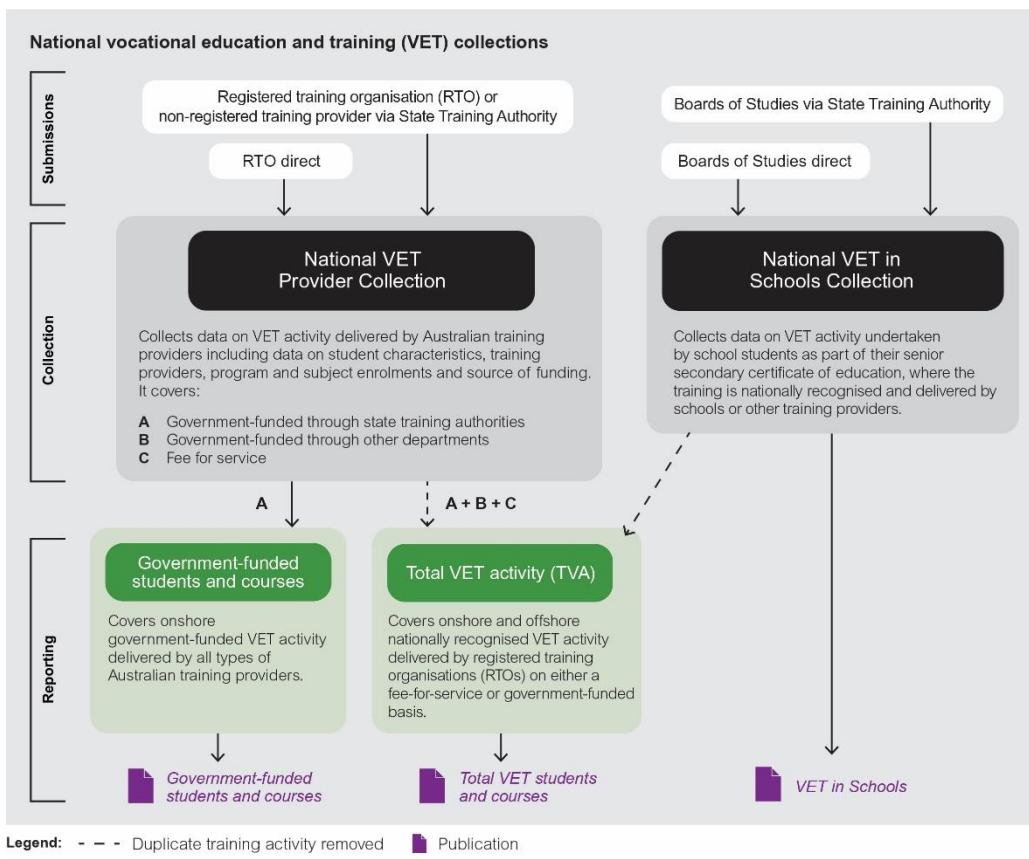 National vocational education and training (VET) collections
Submissions
Registered training organisation (RTO) or
non-registered training provider via State Training Authority
RTO direct
Boards of Studies via State Training Authority
Boards of Studies direct
Collection
National VET
Provider Collection
Collects data on VET activity delivered by Australian training
providers including data on student characteristics, training
providers, program and subject enrolments and source of funding.
It covers:
A Government-funded through state training authorities
B Government-funded through other departments
C Fee for service
National VET in
Schools Collection
Collects data on VET activity undertaken
by school students as part of their senior
secondary certificate of education, where the
training is nationally recognised and delivered by
schools or other training providers.
A
A + B + C
Reporting
Government-funded
students and courses
Covers onshore
government-funded VET activity
delivered by all types of
Australian training providers.
Total VET activity (TVA)
Covers onshore and offshore
nationally recognised VET activity
delivered by registered training
organisations (RTOs) on either a
fee-for-service or government-funded
basis.
Government-funded
students and courses
Total VET students
and courses
VET in Schools
Legend: - - - Duplicate training activity removed Publication